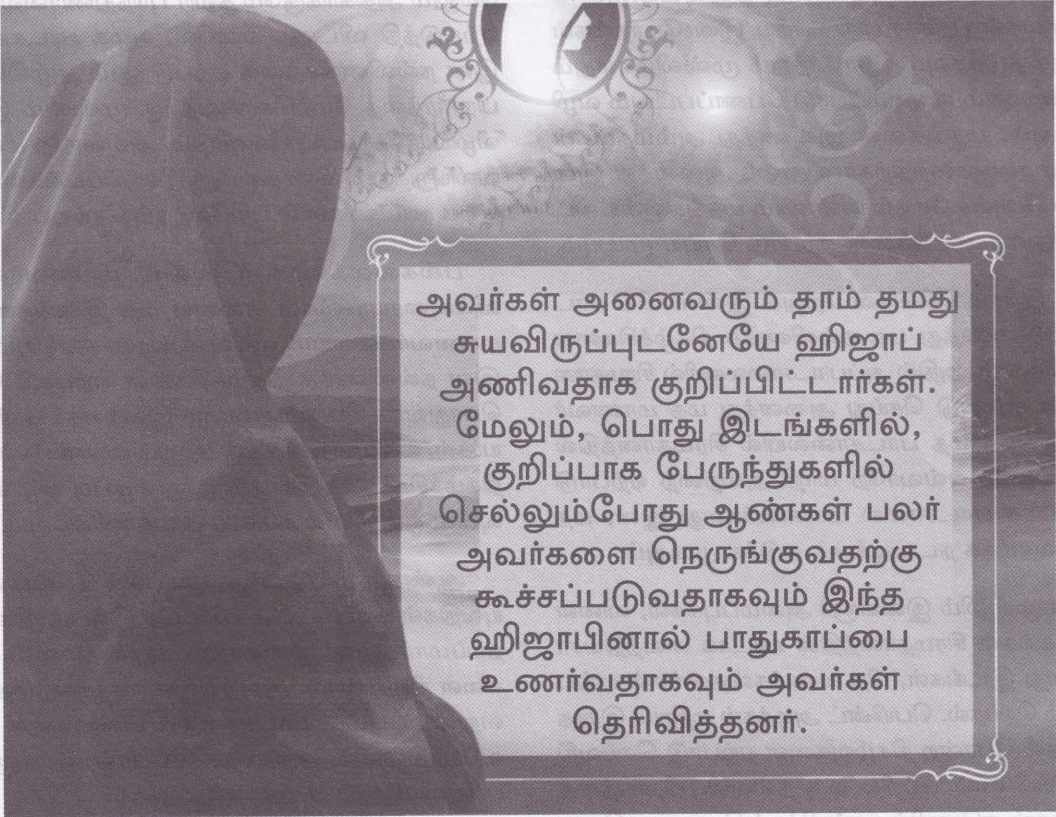 அவர்கள் அனைவரும் தாம் தமது
சுயவிருப்புடனேயே ஹிஜாப்
அணிவதாக குறிப்பிட்டார்கள்.
மேலும், பொது இடங்களில்,
குறிப்பாக பேருந்துகளில்
செல்லும்போது ஆண்கள் பலர்
அவர்களை நெருங்குவதற்கு
கூச்சப்படுவதாகவும் இந்த
ஹிஜாபினால் பாதுகாப்பை
உணர்வதாகவும் அவர்கள்
தெரிவித்தனர்.